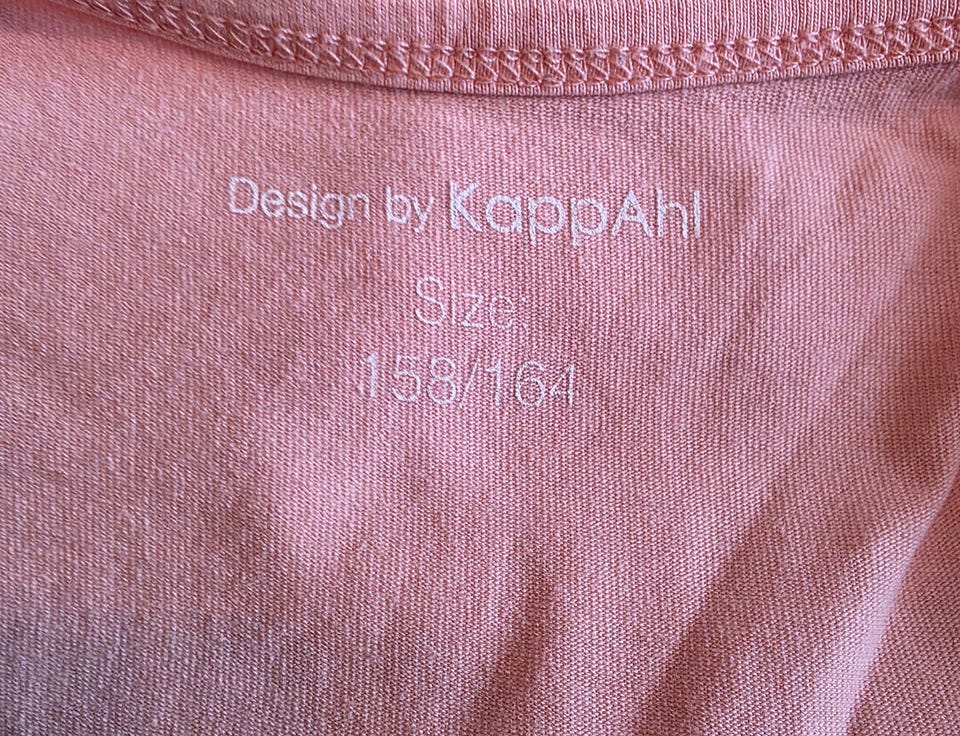 Design by KappAhl
Size:
158/164